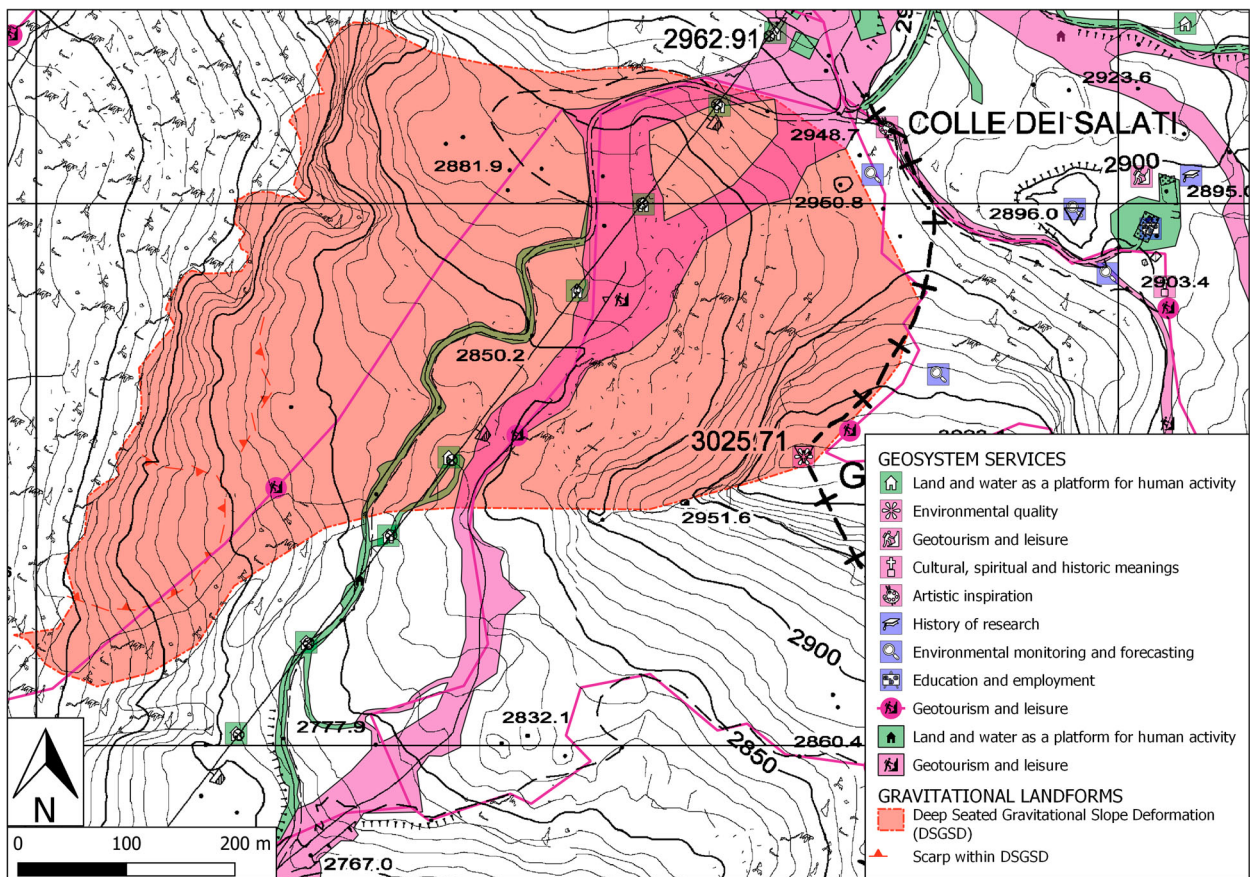 2962.91
2923.6
COLLE DEI SALATI
2948.7
2881.9
2900
2960.8
2896.0
2903.4
2850.2
3025.71
G
2951.6
2900
2777.9
2832.1
2850
2860.4
2767.0
N
0 100 200 m
GEOSYSTEM SERVICES
Land and water as a platform for human activity
Environmental quality
Geotourism and leisure
Cultural, spiritual and historic meanings
Artistic inspiration
History of research
Environmental monitoring and forecasting
Education and employment
Geotourism and leisure
Land and water as a platform for human activity
Geotourism and leisure
GRAVITATIONAL LANDFORMS
Deep Seated Gravitational Slope Deformation
(DSGSD)
Scarp within DSGSD